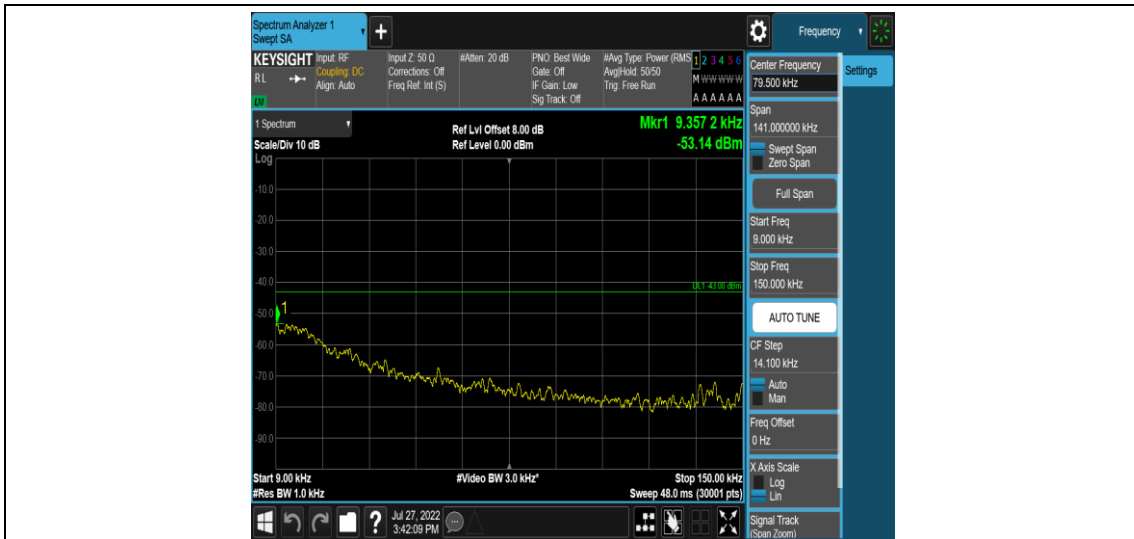 Spectrum Analyzer 1
Swept SA
+
Frequency
KEYSIGHT
RL
LM
Input: RF
Coupling: DC
Align: Auto
Input Z: 50 Ω
Corrections: Off
Freq Ref: Int (S)
#Atten: 20 dB
PNO: Best Wide
Gate: Off
IF Gain: Low
Sig Track: Off
#Avg Type: Power (RMS
Avg|Hold: 50/50
Trig: Free Run
1 2 3 4 5 6
M W W W W W
A A A A A A
1 Spectrum
Scale/Div 10 dB
Log
Ref Lvl Offset 8.00 dB
Ref Level 0.00 dBm
Mkr1 9.357 2 kHz
-53.14 dBm
-10.0
-20.0
-30.0
-40.0
DL1 -43.00 dBm
-50.0
1
-60.0
-70.0
-80.0
-90.0
Start 9.00 kHz
#Res BW 1.0 kHz
#Video BW 3.0 kHz*
Stop 150.00 kHz
Sweep 48.0 ms (30001 pts)
?
Jul 27, 2022
3:42:09 PM
Center Frequency
79.500 kHz
Settings
Span
141.000000 kHz
Swept Span
Zero Span
Full Span
Start Freq
9.000 kHz
Stop Freq
150.000 kHz
AUTO TUNE
CF Step
14.100 kHz
Auto
Man
Freq Offset
0 Hz
X Axis Scale
Log
Lin
Signal Track
(Span Zoom)